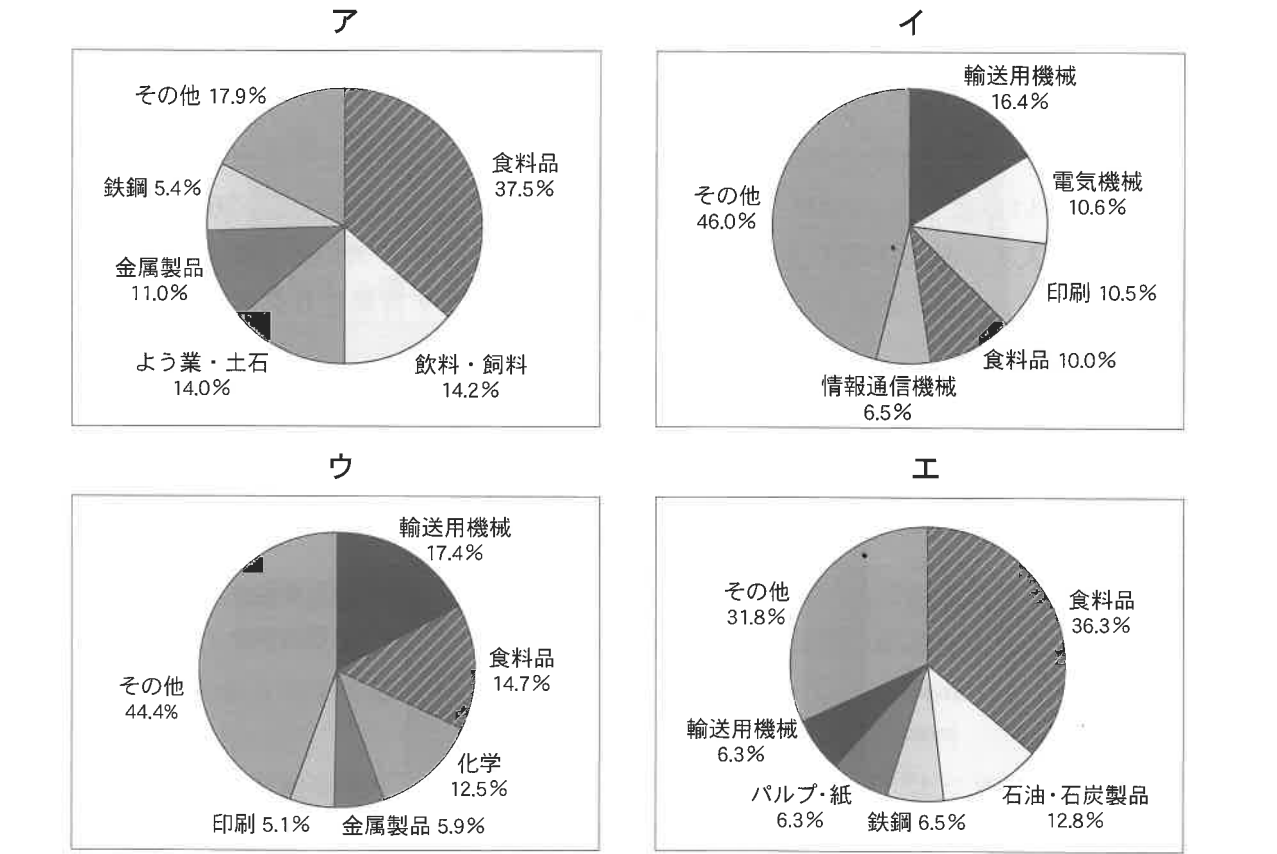 ア
その他 17.9%
食料品
37.5%
鉄鋼 5.4%
金属製品
11.0%
よう業・土石
14.0%
飲料・飼料
14.2%
イ
輸送用機械
16.4%
電気機械
10.6%
その他
46.0%
印刷 10.5%
食料品 10.0%
情報通信機械
6.5%
ウ
輸送用機械
17.4%
食料品
14.7%
その他
44.4%
化学
12.5%
印刷 5.1%
金属製品 5.9%
エ
その他
31.8%
食料品
36.3%
輸送用機械
6.3%
パルプ・紙
6.3%
鉄鋼 6.5%
石油・石炭製品
12.8%